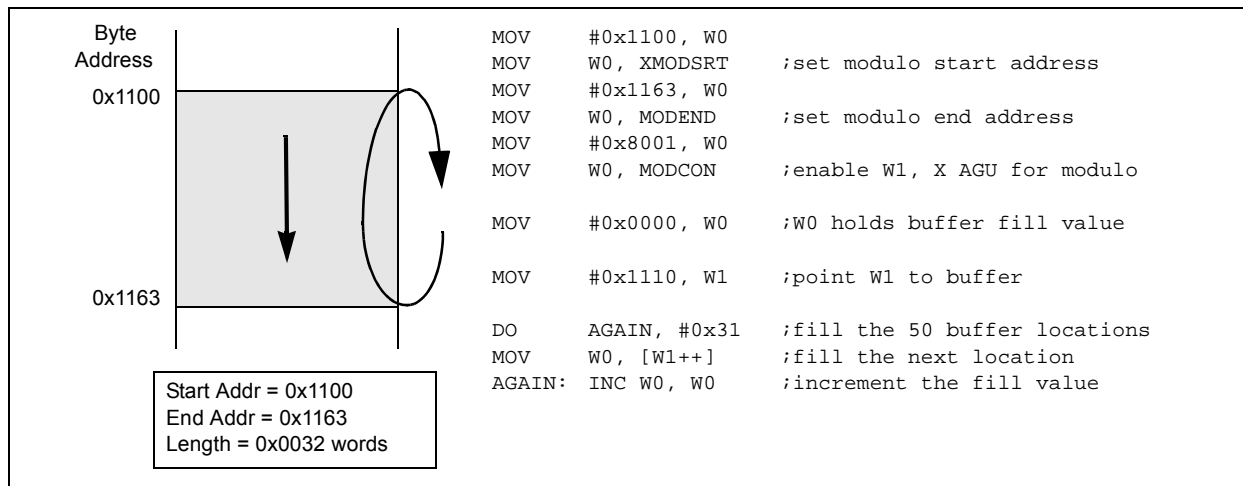 Byte
Address
0x1100
0x1163
Start Addr = 0x1100
End Addr = 0x1163
Length = 0x0032 words
MOV #0x1100, W0
MOV W0, XMODSRT ;set modulo start address
MOV #0x1163, W0
MOV W0, MODEND ;set modulo end address
MOV #0x8001, W0
MOV W0, MODCON ;enable W1, X AGU for modulo
MOV #0x0000, W0 ;W0 holds buffer fill value
MOV #0x1110, W1 ;point W1 to buffer
DO AGAIN, #0x31 ;fill the 50 buffer locations
MOV W0, [W1++] ;fill the next location
AGAIN: INC W0, W0 ;increment the fill value